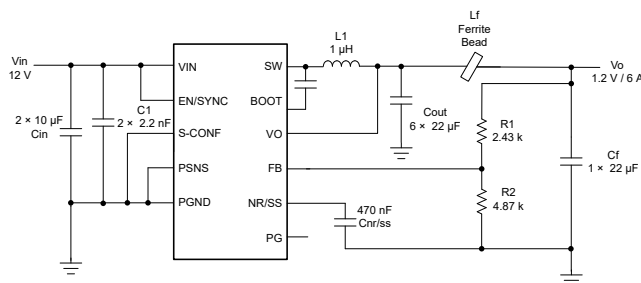 Lf
Ferrite
Bead
L1
1 µH
Vin
12 V
Vo
1.2 V / 6 A
VIN
SW
EN/SYNC
BOOT
C1
2 × 2.2 nF
2 × 10 µF
Cin
S-CONF
VO
Cout
6 × 22 µF
R1
2.43 k
Cf
1 × 22 µF
PSNS
FB
PGND
NR/SS
470 nF
Cnr/ss
R2
4.87 k
PG